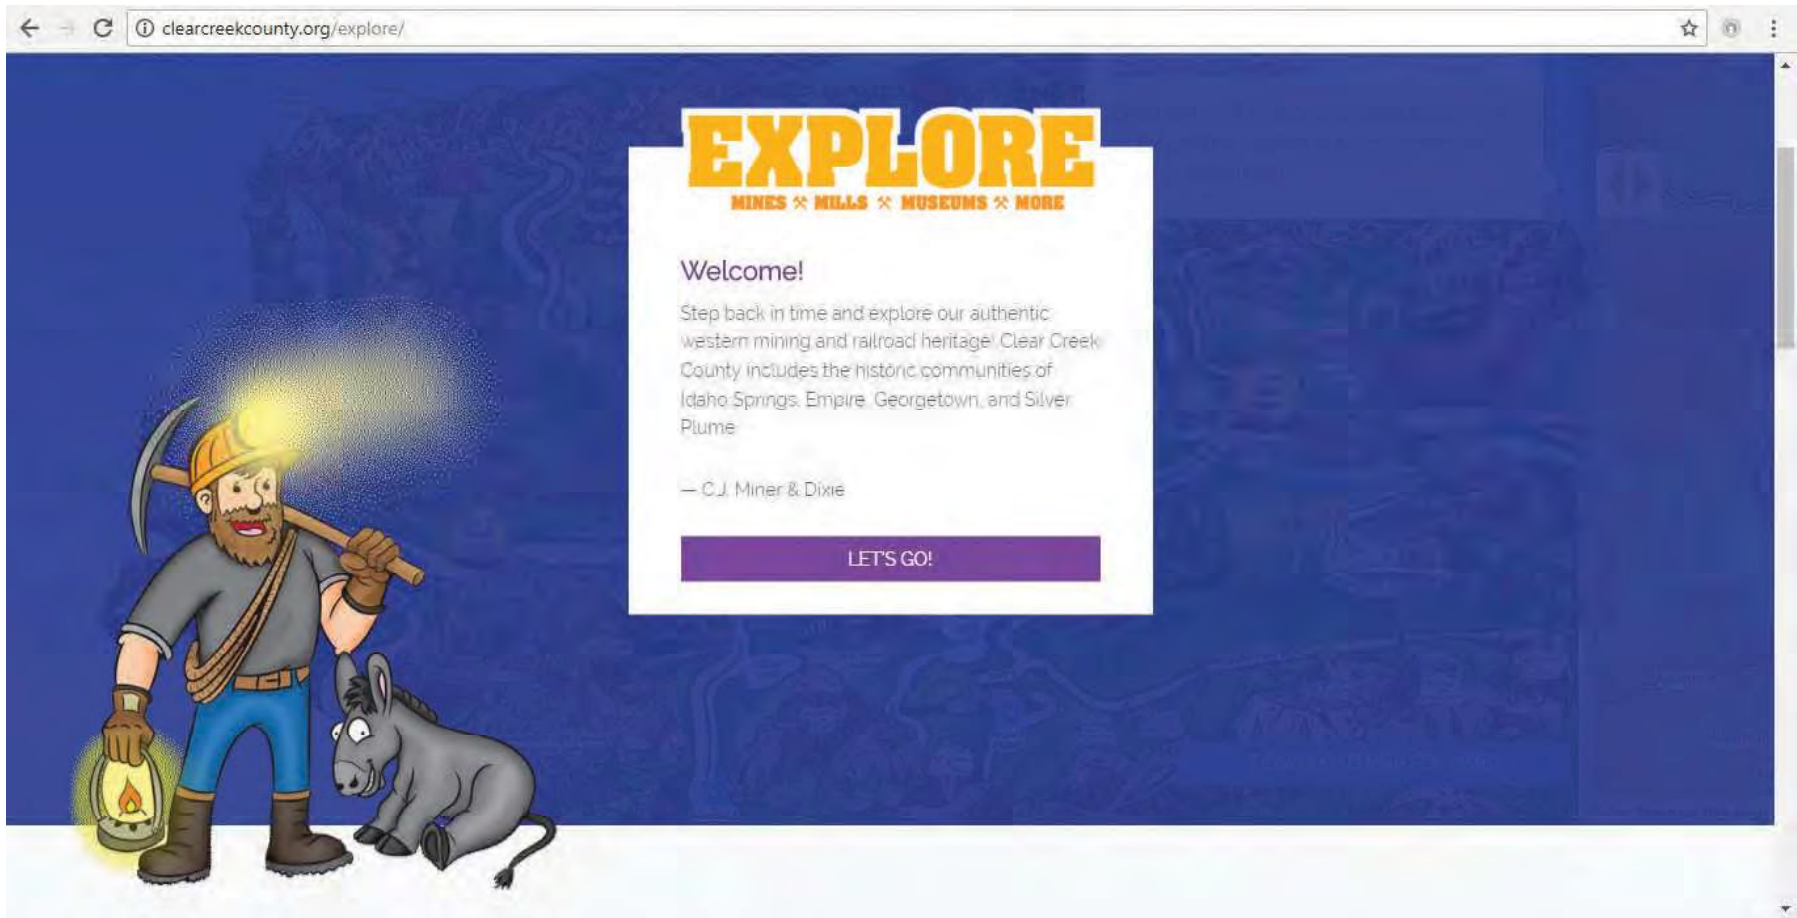 clearcreekcounty.org/explore/
EXPLORE
MINES MILLS MUSEUMS MORE
Welcome!
Step back in time and explore our authentic
western mining and railroad heritage! Clear Creek
County includes the historic communities of
Idaho Springs, Empire, Georgetown, and Silver
Plume
— C.J. Miner & Dixie
LET'S GO!